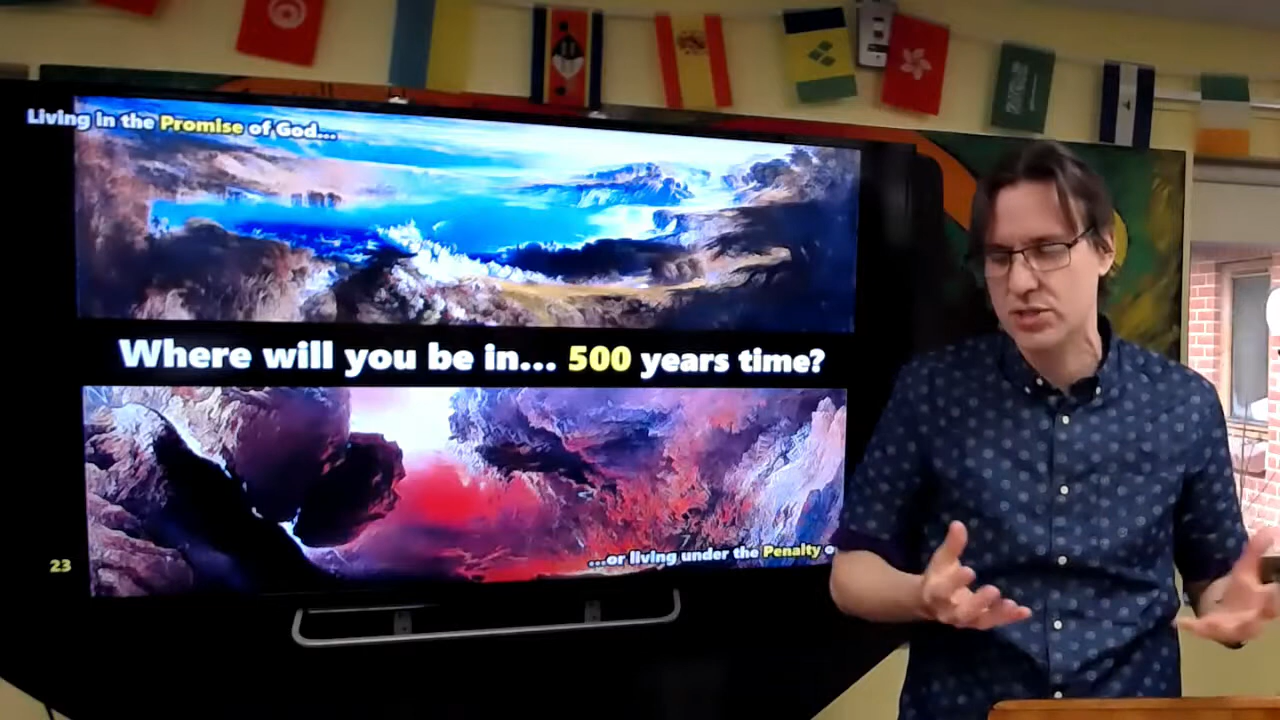 Living in the Promise of God...
Where will you be in... 500 years time?
...or living under the Penalty
23